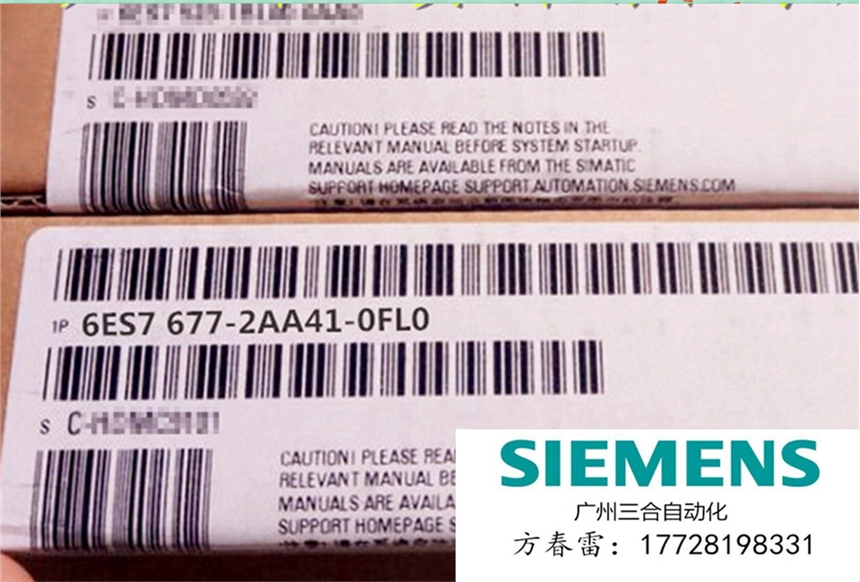 S
CAUTION! PLEASE READ THE NOTES IN THE
RELEVANT MANUAL BEFORE SYSTEM STARTUP.
MANUALS ARE AVAILABLE FROM THE SIMATIC
SUPPORT HOMEPAGE SUPPORT.AUTOMATION.SIEMENS.COM
1P 6ES7 677-2AA41-0FL0
S C-
CAUTION! PLEASE REA
RELEVANT MANUAL BE
MANUALS ARE AVAILA
SUPPORT HOMEPAGE S
SIEMENS
广州三合自动化
方春雷：17728198331